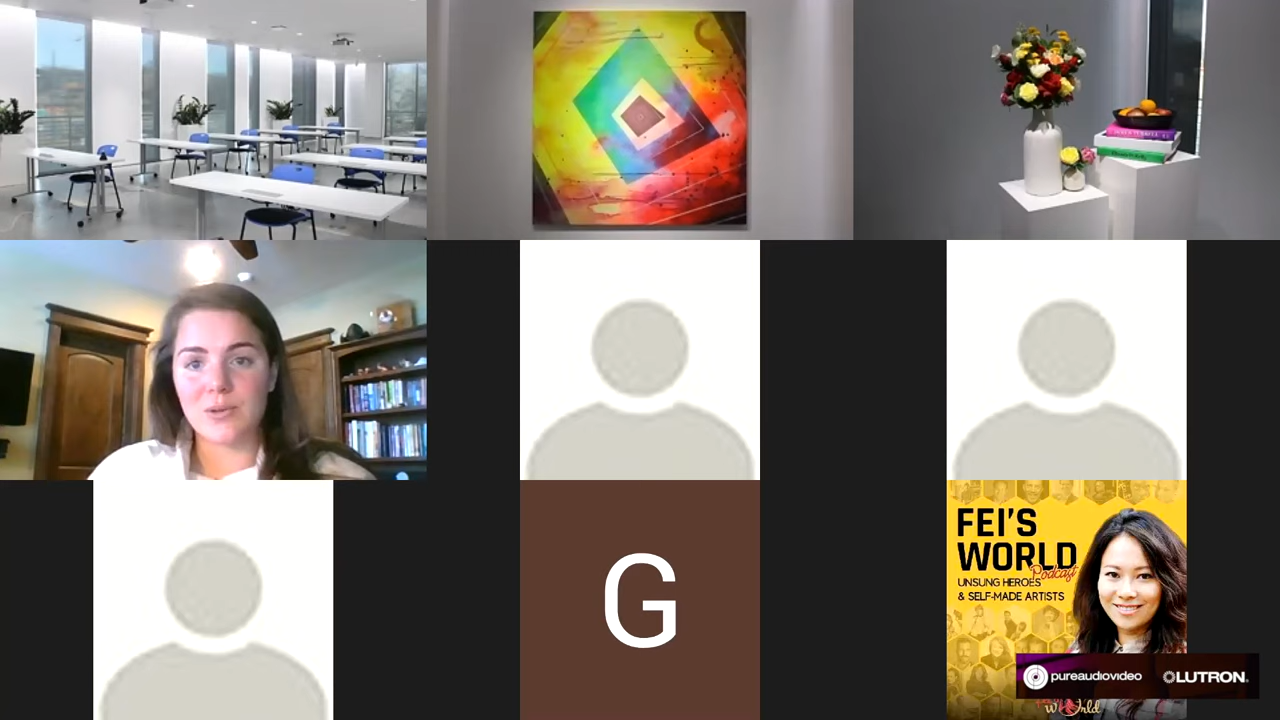 G
FEI'S
WORLD
Podcast
UNSUNG HEROES
& SELF-MADE ARTISTS
pureaudiovideo
LUTRON